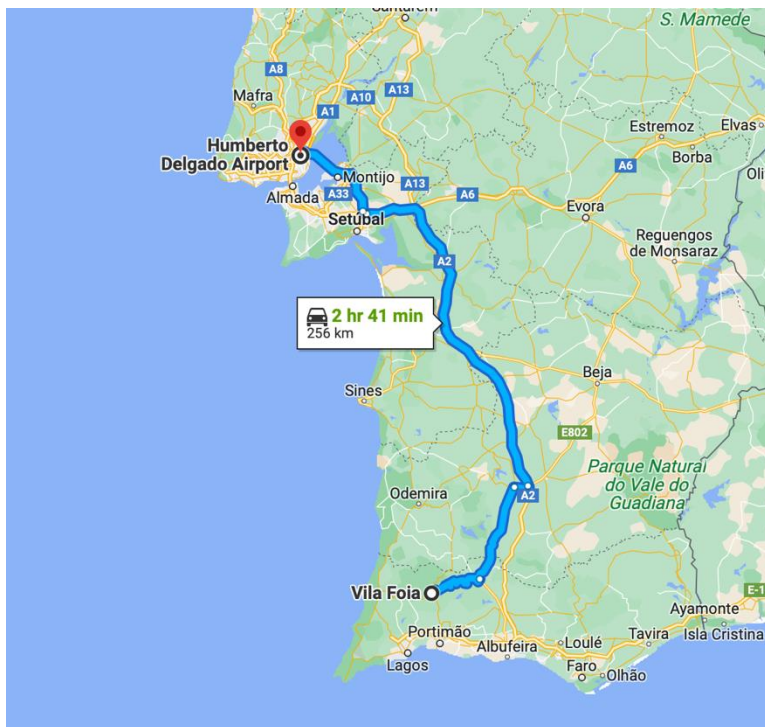 Santarem
S. Mamede
A8
A13
Mafra
A10
A1
Estremoz
Elvas
Borba
Humberto
Delgado Airport
Montijo
A13
A6
A6
Almada
A33
Evora
Setúbal
Reguengos
de Monsaraz
A2
2 hr 41 min
256 km
Beja
Sines
E802
Parque Natural
do Vale do
Guadiana
A2
Odemira
Vila Foia
E-1
Ayamonte
Isla Cristina
Portimão
Loulé
Tavira
Albufeira
Lagos
Faro
Olhão